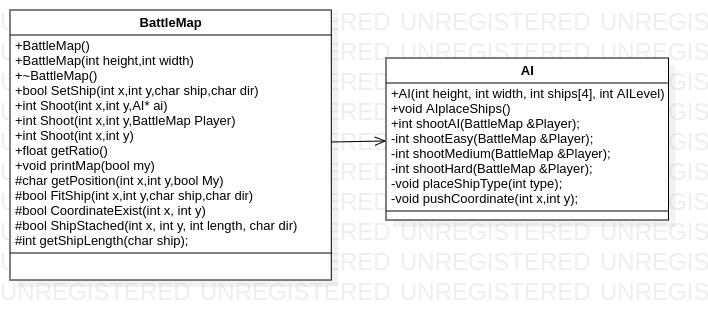 BattleMap
+BattleMap()
+BattleMap(int height,int width)
+~BattleMap()
+bool SetShip(int x,int y,char ship,char dir)
+int Shoot(int x,int y,AI* ai)
+int Shoot(int x,int y,BattleMap Player)
+int Shoot(int x,int y)
+float getRatio()
+void printMap(bool my)
#char getPosition(int x,int y,bool My)
#bool FitShip(int x,int y,char ship,char dir)
#bool CoordinateExist(int x, int y)
#bool ShipStached(int x, int y, int length, char dir)
#int getShipLength(char ship);
AI
+AI(int height, int width, int ships[4], int AILevel)
+void AIplaceShips()
+int shootAI(BattleMap &Player);
-int shootEasy(BattleMap &Player);
-int shootMedium(BattleMap &Player);
-int shootHard(BattleMap &Player);
-void placeShipType(int type);
-void pushCoordinate(int x,int y);
UNREGISTERED UNREGISTERED UNREGISTERED UNREGIS